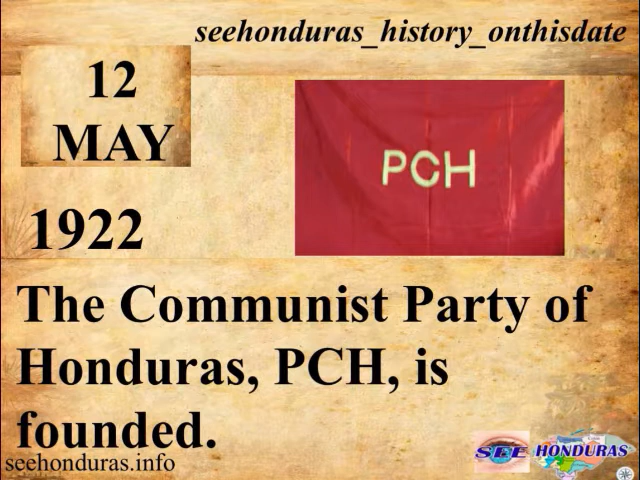 seehonduras_history_onthisdate
12
MAY
PCH
1922
The Communist Party of
Honduras, PCH, is
founded.
seehonduras.info
SEE HONDURAS